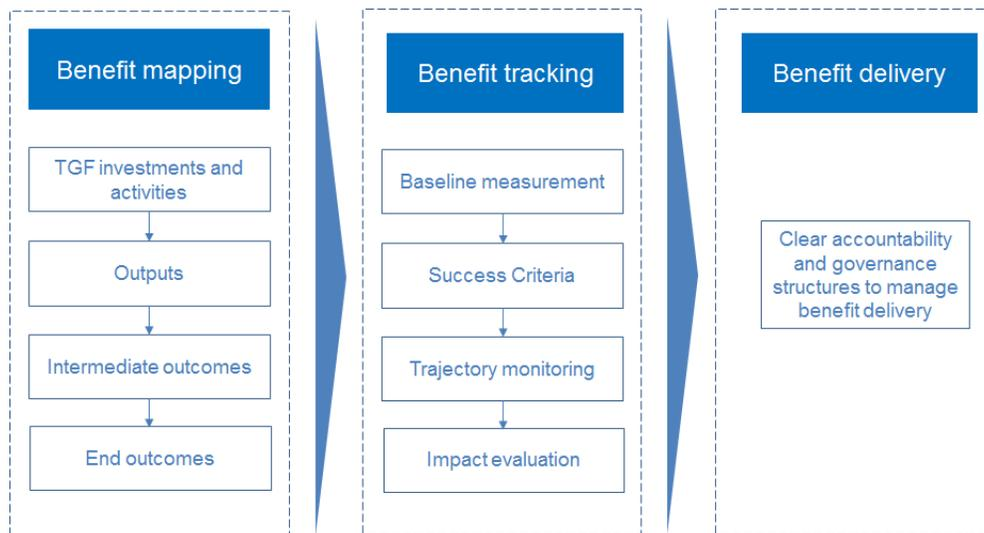 Benefit mapping
TGF investments and
activities
Outputs
Intermediate outcomes
End outcomes
Benefit tracking
Baseline measurement
Success Criteria
Trajectory monitoring
Impact evaluation
Benefit delivery
Clear accountability
and governance
structures to manage
benefit delivery